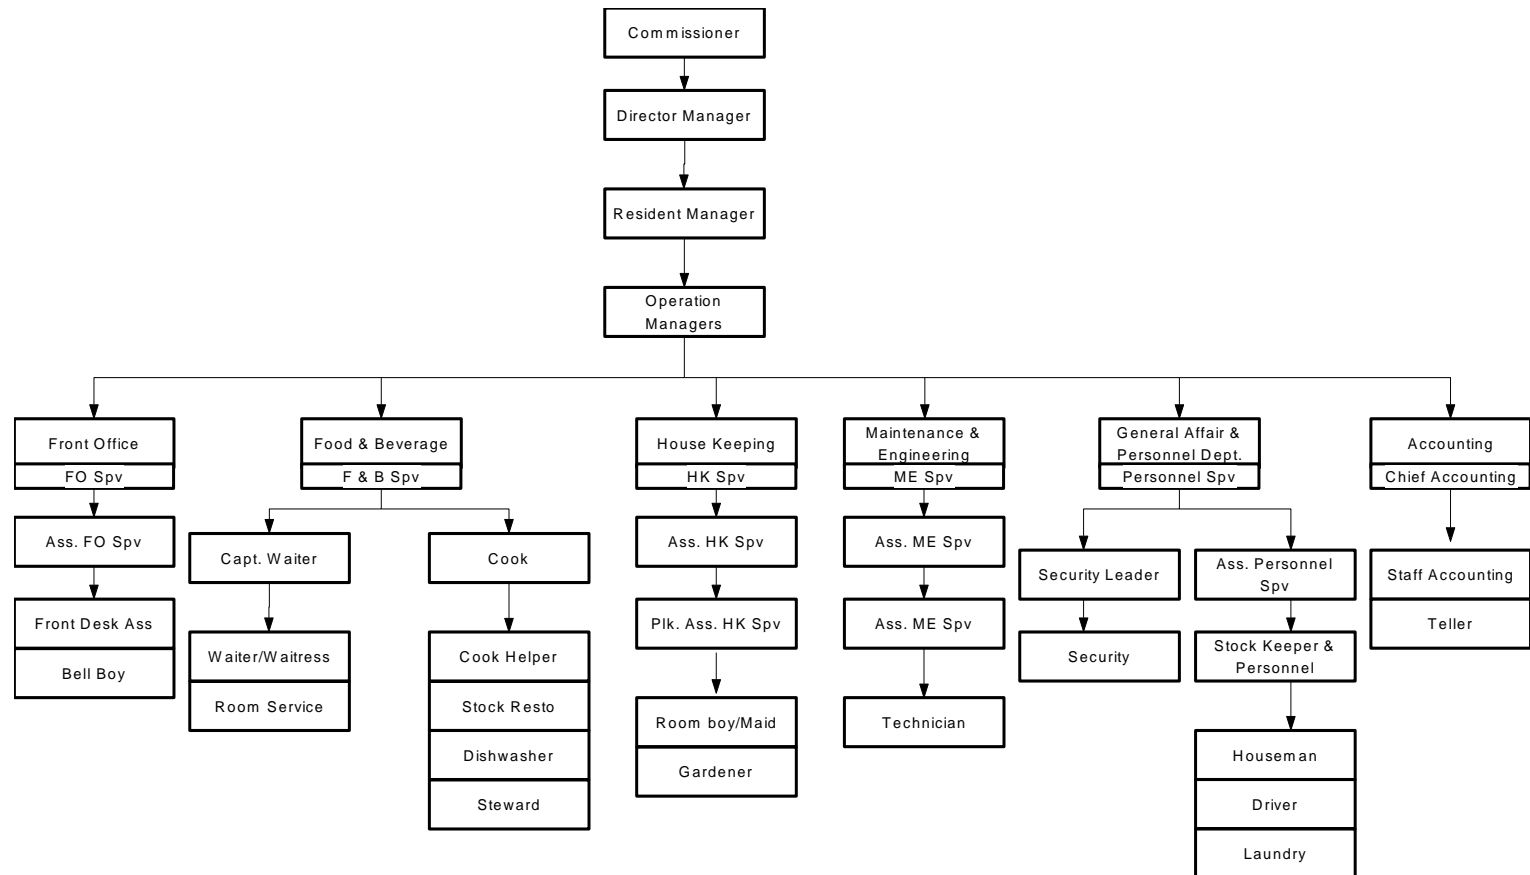 Commissioner
Director Manager
Resident Manager
Operation
Managers
Front Office
FO Spv
Food & Beverage
F & B Spv
House Keeping
HK Spv
Maintenance &
Engineering
ME Spv
General Affair &
Personnel Dept.
Personnel Spv
Accounting
Chief Accounting
Ass. FO Spv
Capt. Waiter
Cook
Ass. HK Spv
Ass. ME Spv
Security Leader
Ass. Personnel
Spv
Staff Accounting
Teller
Front Desk Ass
Bell Boy
Waiter/Waitress
Room Service
Cook Helper
Stock Resto
Dishwasher
Steward
Plk. Ass. HK Spv
Room boy/Maid
Gardener
Ass. ME Spv
Technician
Security
Stock Keeper &
Personnel
Houseman
Driver
Laundry